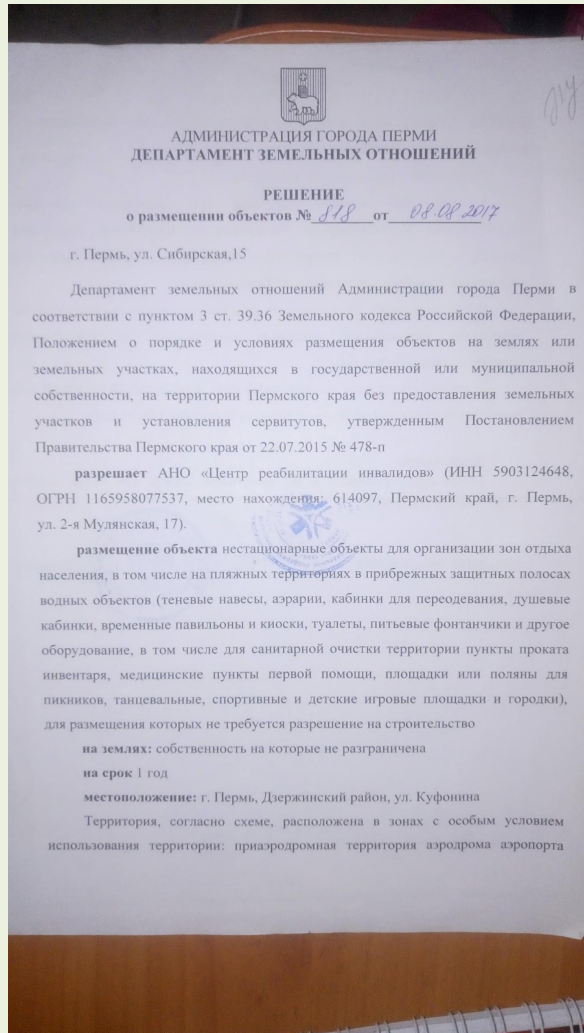 АДМИНИСТРАЦИЯ ГОРОДА ПЕРМИ
ДЕПАРТАМЕНТ ЗЕМЕЛЬНЫХ ОТНОШЕНИЙ
РЕШЕНИЕ
о размещении объектов № 818 от 08.08.2017
г. Пермь, ул. Сибирская,15
Департамент земельных отношений Администрации города Перми в
соответствии с пунктом 3 ст. 39.36 Земельного кодекса Российской Федерации,
Положением о порядке и условиях размещения объектов на землях или
земельных участках, находящихся в государственной или муниципальной
собственности, на территории Пермского края без предоставления земельных
участков и установления сервитутов, утвержденным Постановлением
Правительства Пермского края от 22.07.2015 № 478-п
разрешает АНО «Центр реабилитации инвалидов» (ИНН 5903124648,
ОГРН 1165958077537, место нахождения: 614097, Пермский край, г. Пермь,
ул. 2-я Мулянская, 17).
размещение объекта нестационарные объекты для организации зон отдыха
населения, в том числе на пляжных территориях в прибрежных защитных полосах
водных объектов (теневые навесы, аэрарии, кабинки для переодевания, душевые
кабинки, временные павильоны и киоски, туалеты, питьевые фонтанчики и другое
оборудование, в том числе для санитарной очистки территории пункты проката
инвентаря, медицинские пункты первой помощи, площадки или поляны для
пикников, танцевальные, спортивные и детские игровые площадки и городки),
для размещения которых не требуется разрешение на строительство
на землях: собственность на которые не разграничена
на срок 1 год
местоположение: г. Пермь, Дзержинский район, ул. Куфонина
Территория, согласно схеме, расположена в зонах с особым условием
использования территории: приаэродромная территория аэродрома аэропорта